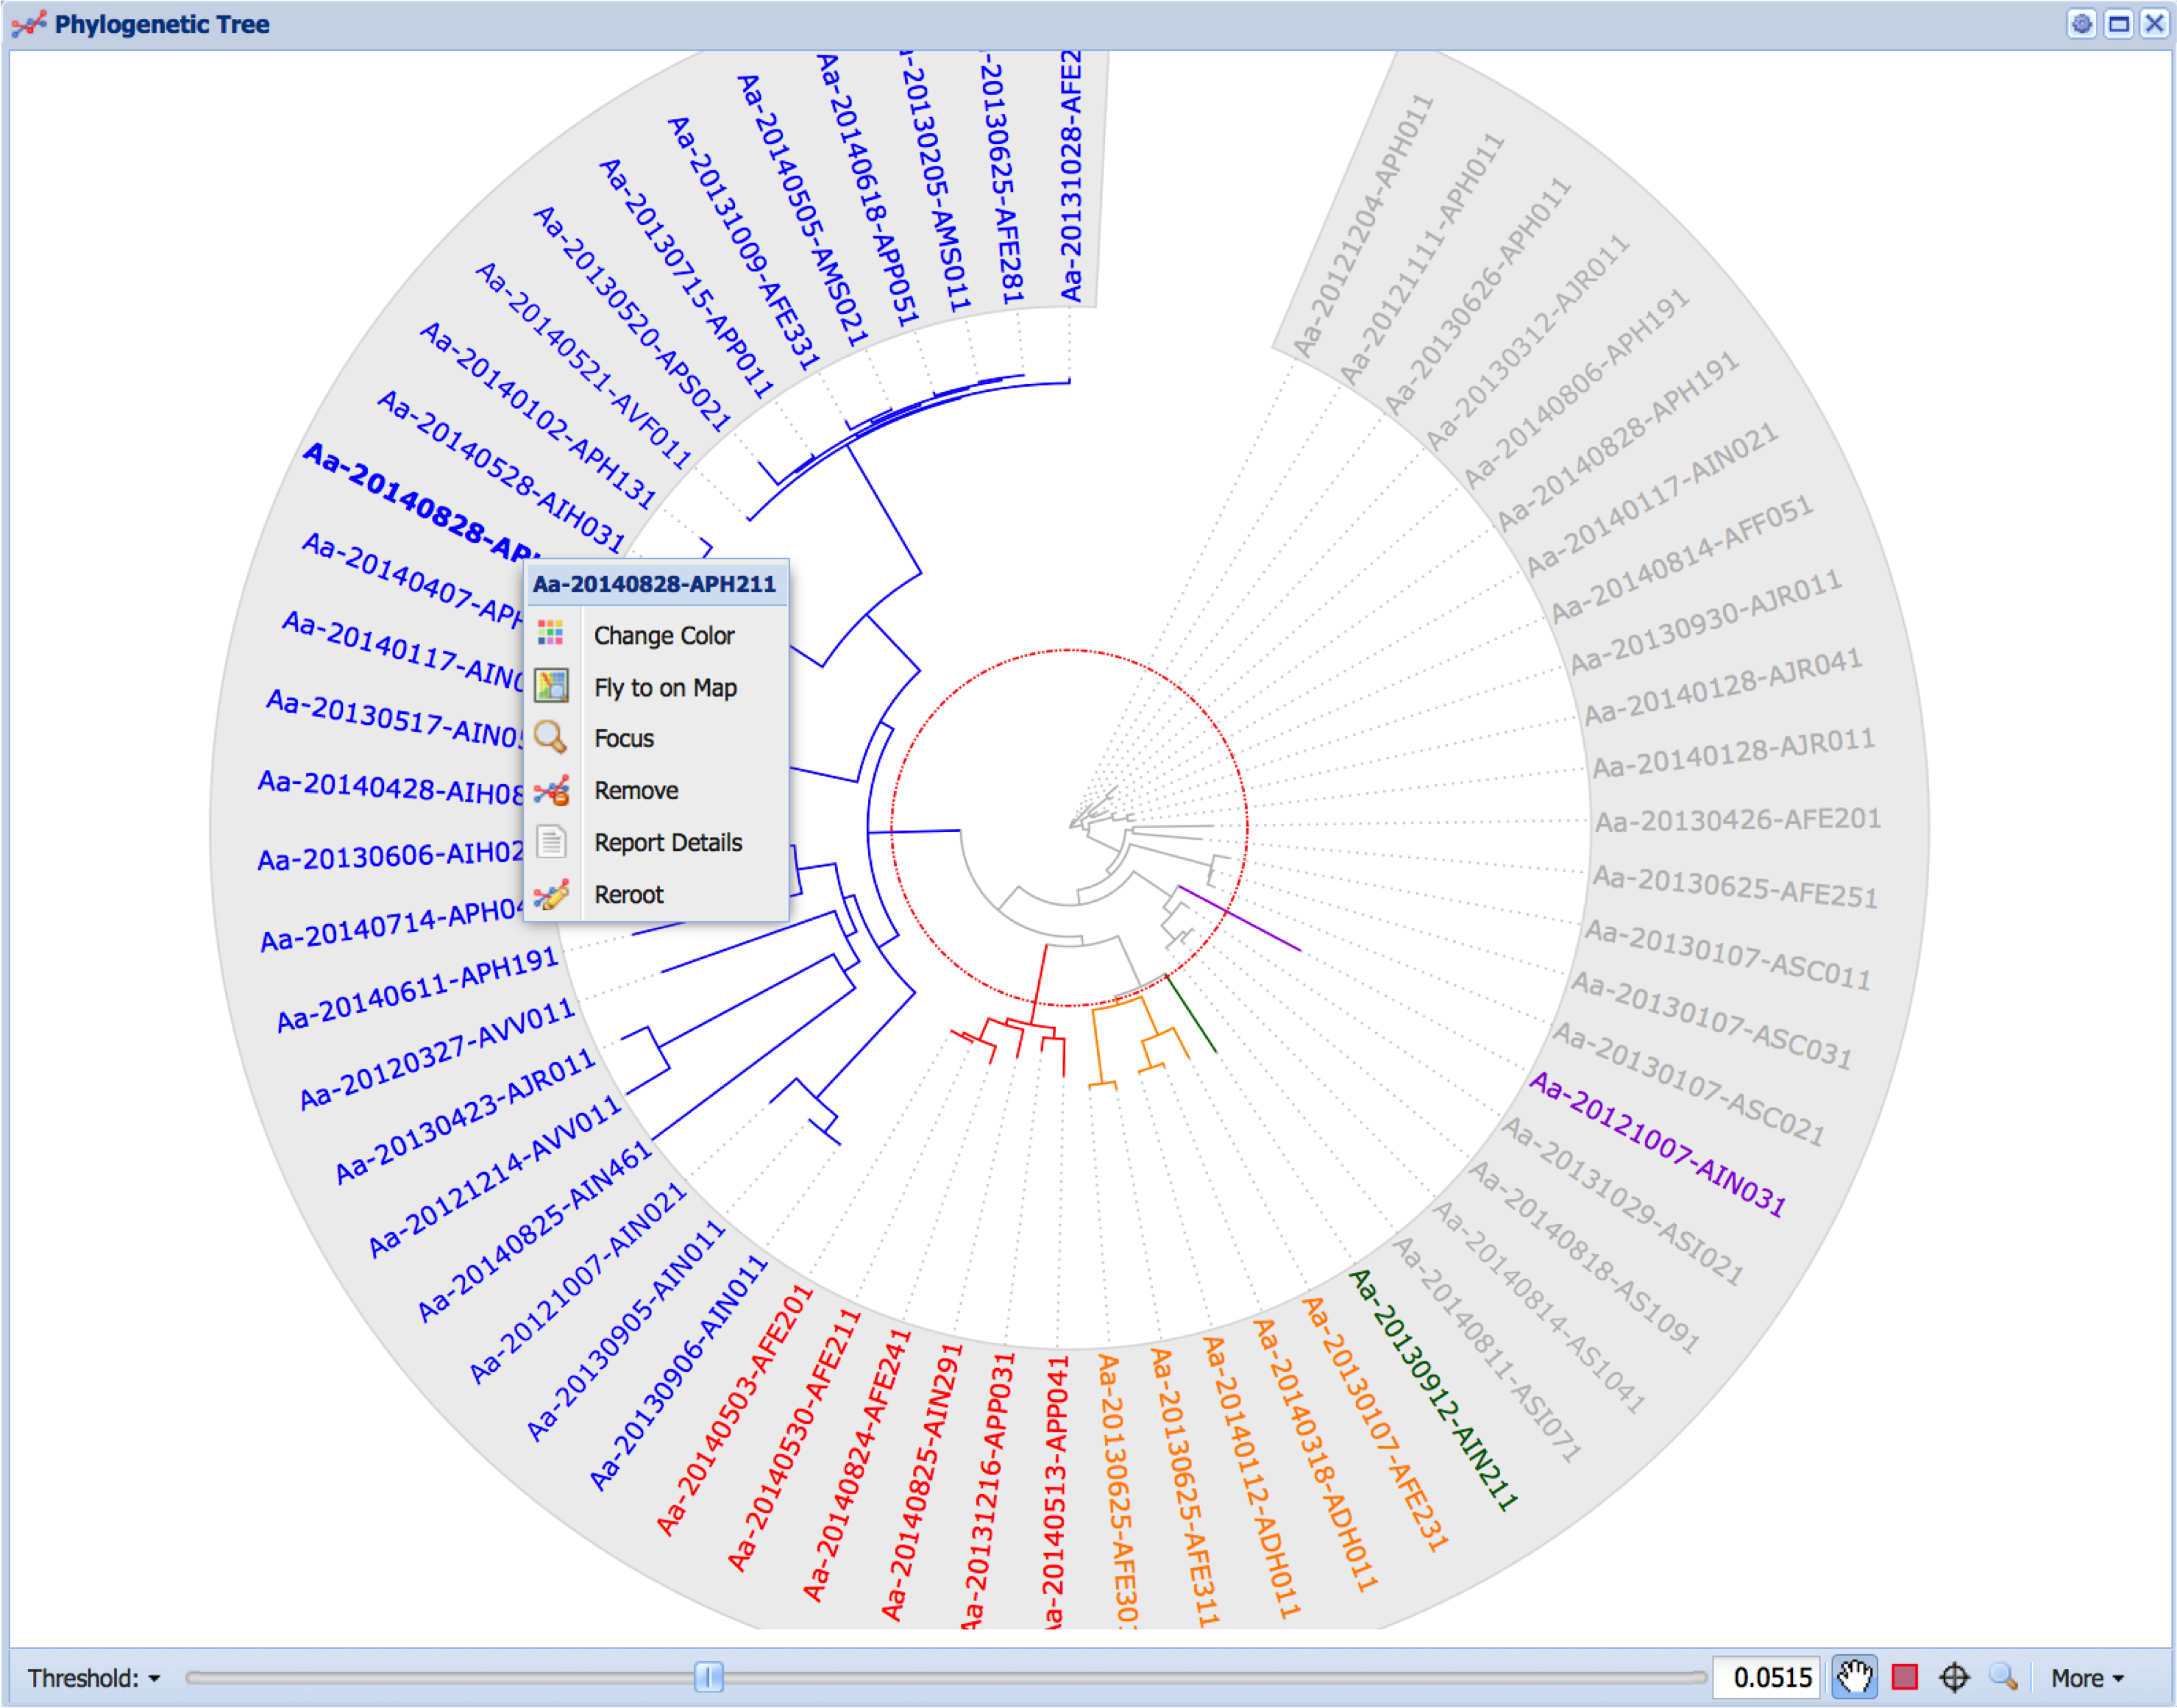 Phylogenetic Tree
Aa-20121204-APH011
Aa-20121111-APH011
Aa-20130626-APH011
Aa-20130312-AJR011
Aa-20140806-APH191
Aa-20140828-APH191
Aa-20140117-AIN021
Aa-20140814-AFF051
Aa-20130930-AJR011
Aa-20140128-AJR041
Aa-20140128-AJR011
Aa-20130426-AFE201
Aa-20130625-AFE251
Aa-20130107-ASC011
Aa-20130107-ASC031
Aa-20130107-ASC021
Aa-20121007-AIN031
Aa-20131029-ASI021
Aa-20140818-AS1091
Aa-20140814-AS1041
Aa-20140811-ASI071
Aa-20130912-AIN211
Aa-20130107-AFE231
Aa-20140318-ADH011
Aa-20140112-ADH011
Aa-20130625-AFE311
Aa-20130625-AFE30
Aa-20140513-APP041
Aa-20131216-APP031
Aa-20140825-AIN291
Aa-20140824-AFE241
Aa-20140530-AFE211
Aa-20140503-AFE201
Aa-20130906-AIN011
Aa-20130905-AIN011
Aa-20121007-AIN021
Aa-20140825-AIN461
Aa-20121214-AVV011
Aa-20130423-AJR011
Aa-20120327-AVV011
Aa-20140611-APH191
Aa-20140714-APH04
Aa-20130606-AIH02
Aa-20140428-AIH08
Aa-20130517-AIN0
Aa-20140117-AIN
Aa-20140407-APH
Aa-20140828-AP
Aa-20140528-AIH031
Aa-20140102-APH131
Aa-20140521-AVF011
Aa-20130520-APS021
Aa-20130715-APP011
Aa-20131009-AFE331
Aa-20140505-AMS021
Aa-20140618-APP051
-20130205-AMS011
-20130625-AFE281
Aa-20131028-AFE2
Aa-20140828-APH211
Change Color
Fly to on Map
Focus
Remove
Report Details
Reroot
Threshold:
0.0515
More